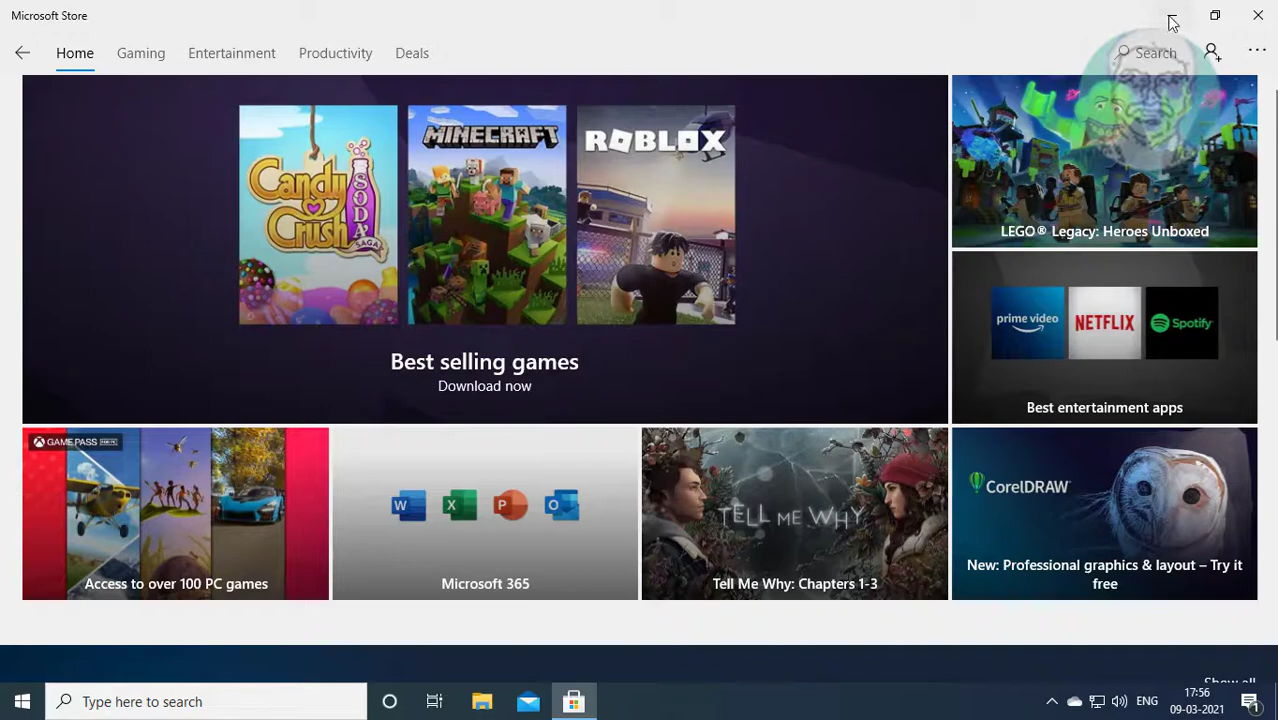 Microsoft Store
Home Gaming Entertainment Productivity Deals Search
Candy Crush SODA SAGA
MINECRAFT
ROBLOX
Best selling games
Download now
LEGO® Legacy: Heroes Unboxed
prime video NETFLIX Spotify
Best entertainment apps
GAME PASS FOR PC
Access to over 100 PC games
W X P O
Microsoft 365
TELL ME WHY
Tell Me Why: Chapters 1-3
CorelDRAW
New: Professional graphics & layout – Try it
free
Show all
Type here to search
ENG
17:56
09-03-2021
1